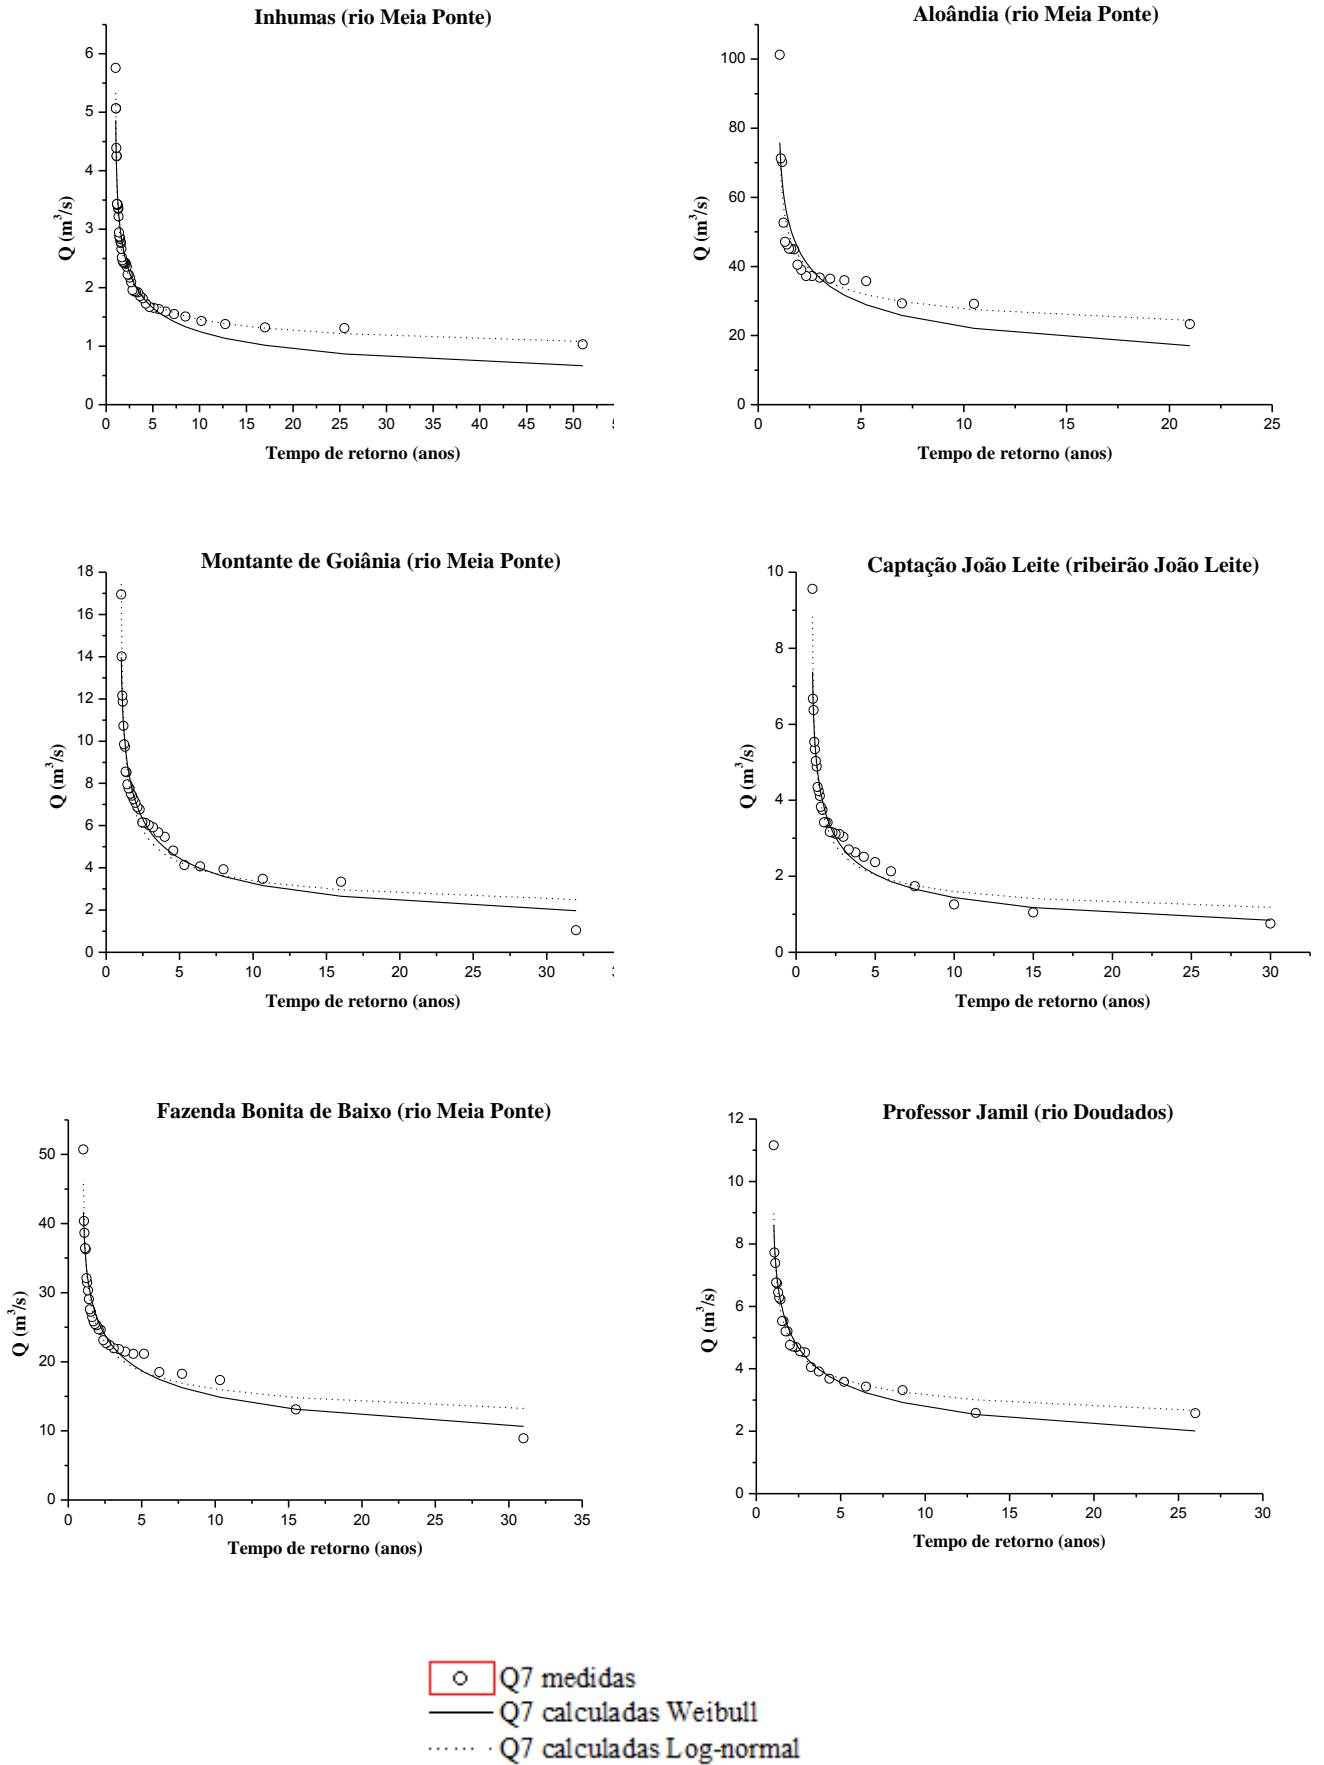 Inhumas (rio Meia Ponte)
6
5
4
3
2
1
0
Q (m³/s)
0 5 10 15 20 25 30 35 40 45 50
Tempo de retorno (anos)
Aloândia (rio Meia Ponte)
100
80
60
40
20
0
Q (m³/s)
0 5 10 15 20 25
Tempo de retorno (anos)
Montante de Goiânia (rio Meia Ponte)
18
16
14
12
10
8
6
4
2
0
Q (m³/s)
0 5 10 15 20 25 30
Tempo de retorno (anos)
Captação João Leite (ribeirão João Leite)
10
8
6
4
2
0
Q (m³/s)
0 5 10 15 20 25 30
Tempo de retorno (anos)
Fazenda Bonita de Baixo (rio Meia Ponte)
50
40
30
20
10
0
Q (m³/s)
0 5 10 15 20 25 30 35
Tempo de retorno (anos)
Professor Jamil (rio Doudados)
12
10
8
6
4
2
0
Q (m³/s)
0 5 10 15 20 25 30
Tempo de retorno (anos)
Q7 medidas
Q7 calculadas Weibull
Q7 calculadas Log-normal